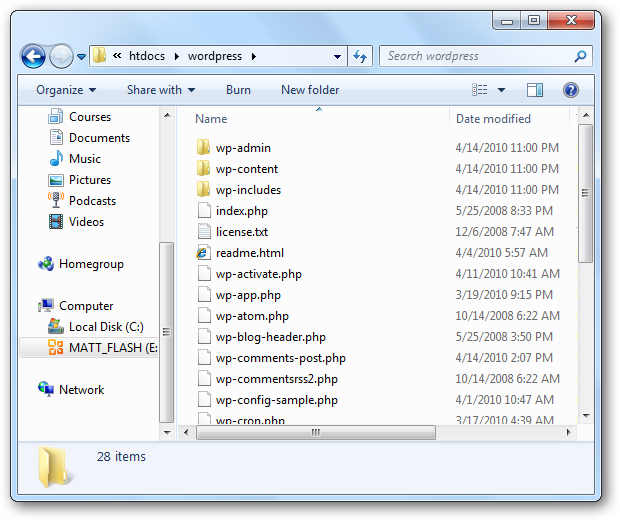 « htdocs wordpress
Search wordpress
Organize Share with Burn New folder
Courses
Documents
Music
Pictures
Podcasts
Videos
Homegroup
Computer
Local Disk (C:)
MATT_FLASH (E:
Network
Name Date modified
wp-admin 4/14/2010 11:00 PM
wp-content 4/14/2010 11:00 PM
wp-includes 4/14/2010 11:00 PM
index.php 5/25/2008 8:33 PM
license.txt 12/6/2008 7:47 AM
readme.html 4/4/2010 5:57 AM
wp-activate.php 4/11/2010 10:41 AM
wp-app.php 3/19/2010 9:15 PM
wp-atom.php 10/14/2008 6:22 AM
wp-blog-header.php 5/25/2008 3:50 PM
wp-comments-post.php 4/14/2010 2:07 PM
wp-commentsrss2.php 10/14/2008 6:22 AM
wp-config-sample.php 4/1/2010 10:47 AM
wp-cron.php 3/17/2010 4:39 AM
28 items